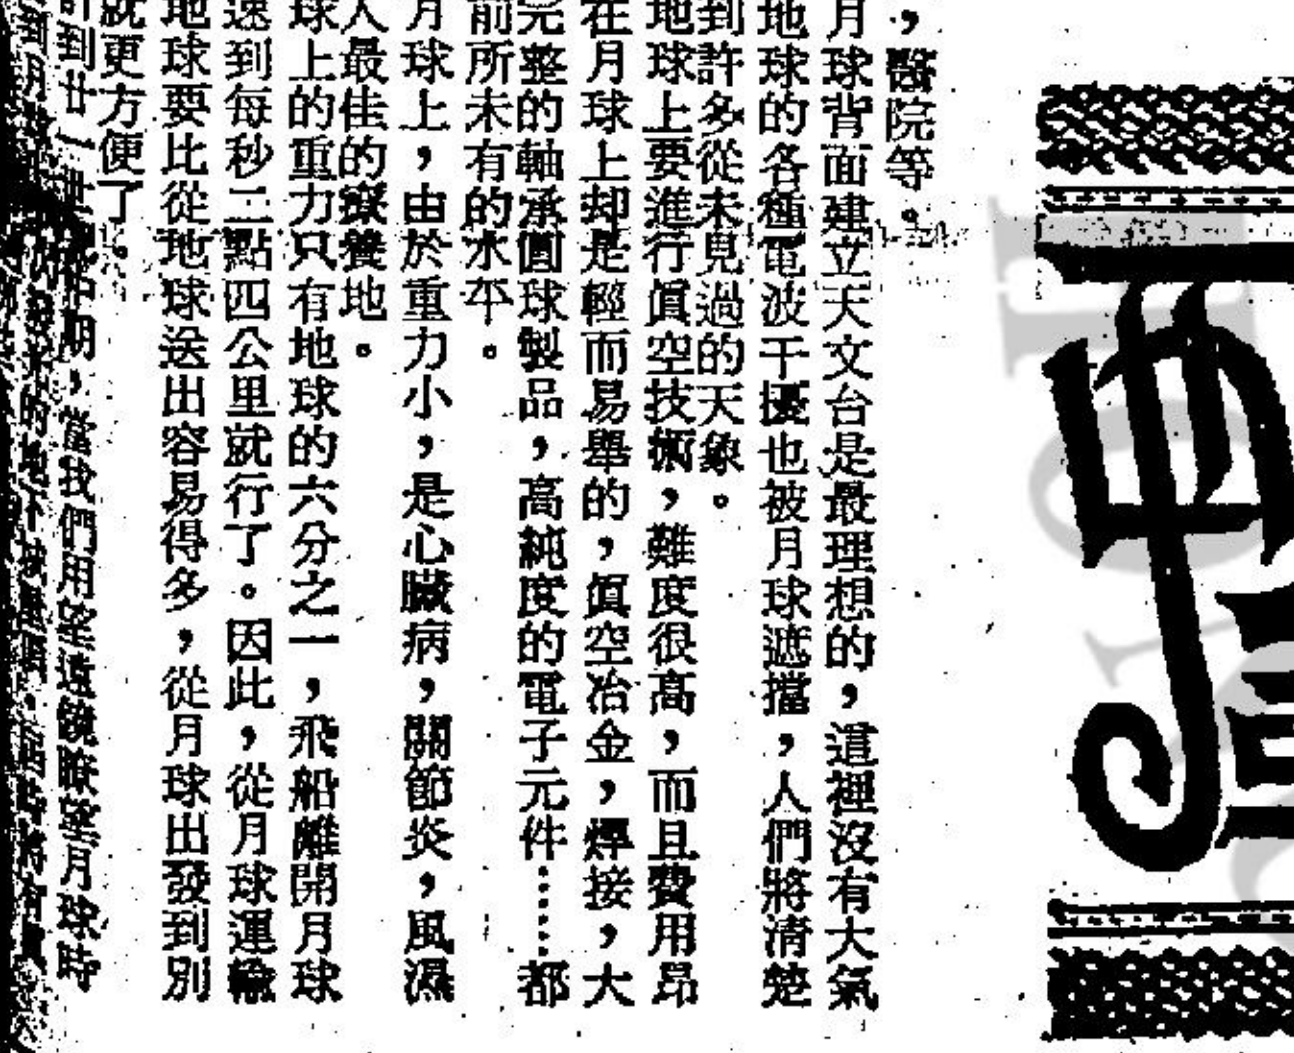 ，醫院等。
月球背面建立天文台是最理想的，這裡沒有大氣
地球的各種電波干擾也被月球遮擋，人們將清楚
到許多從未見過的天象。
地球上要進行眞空技術，難度很高，而且費用昂
在月球上却是輕而易舉的，眞空冶金，焊接，大
完整的軸承圓球製品，高純度的電子元件……都
前所未有的水平。
月球上，由於重力小，是心臟病，關節炎，風濕
人最佳的療養地。
球上的重力只有地球的六分之一，飛船離開月球
速到每秒二點四公里就行了。因此，從月球運輸
地球要比從地球送出容易得多，從月球出發到別
就更方便了。
計到廿一世紀中期，當我們用望遠鏡瞭望月球時